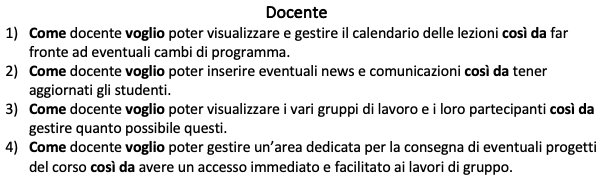 Docente
1) Come docente voglio poter visualizzare e gestire il calendario delle lezioni così da far
fronte ad eventuali cambi di programma.
2) Come docente voglio poter inserire eventuali news e comunicazioni così da tener
aggiornati gli studenti.
3) Come docente voglio poter visualizzare i vari gruppi di lavoro e i loro partecipanti così da
gestire quanto possibile questi.
4) Come docente voglio poter gestire un'area dedicata per la consegna di eventuali progetti
del corso così da avere un accesso immediato e facilitato ai lavori di gruppo.